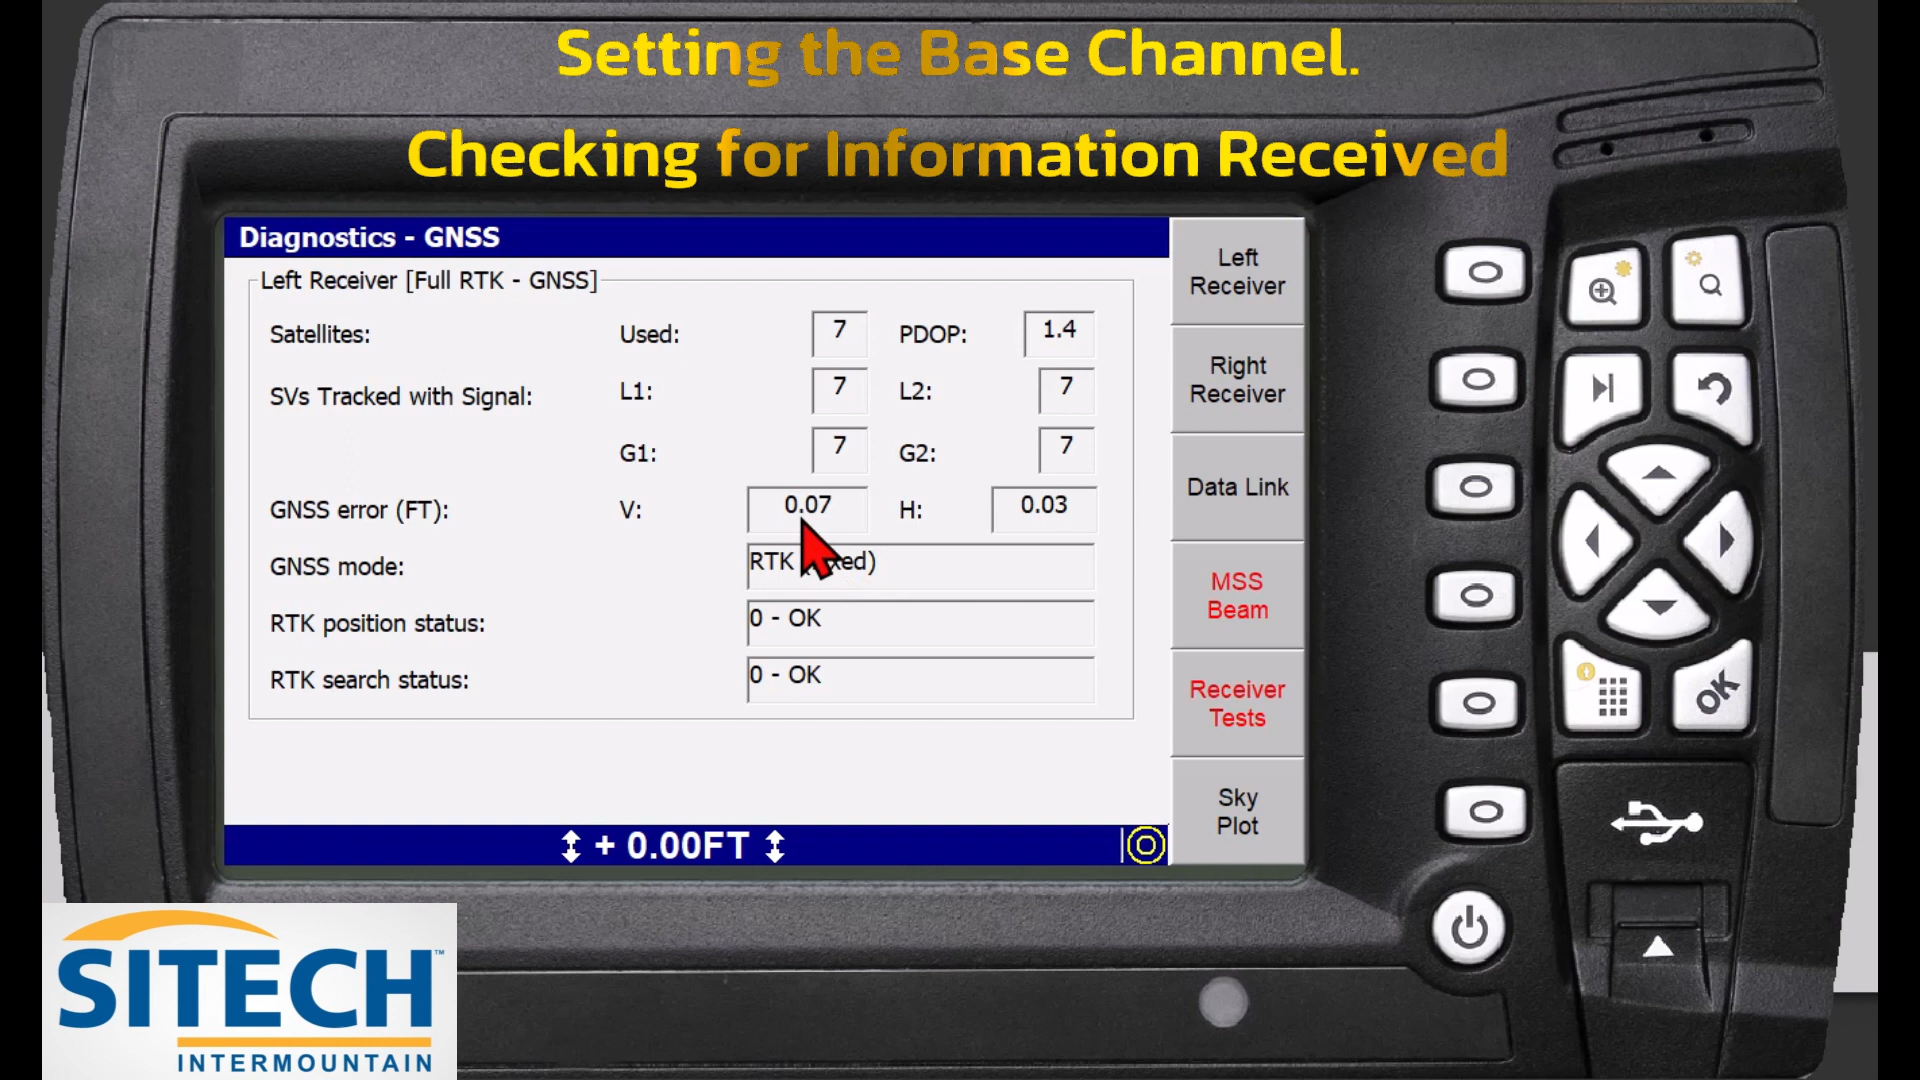 Setting the Base Channel.
Checking for Information Received
Diagnostics - GNSS
Left Receiver [Full RTK - GNSS]
Satellites: Used: 7 PDOP: 1.4
SVs Tracked with Signal: L1: 7 L2: 7
G1: 7 G2: 7
GNSS error (FT): V: 0.07 H: 0.03
GNSS mode: RTK
RTK position status: 0 - OK
RTK search status: 0 - OK
+ 0.00FT
Left
Receiver
Right
Receiver
Data Link
MSS
Beam
Receiver
Tests
Sky
Plot
OK
SITECH™
INTERMOUNTAIN